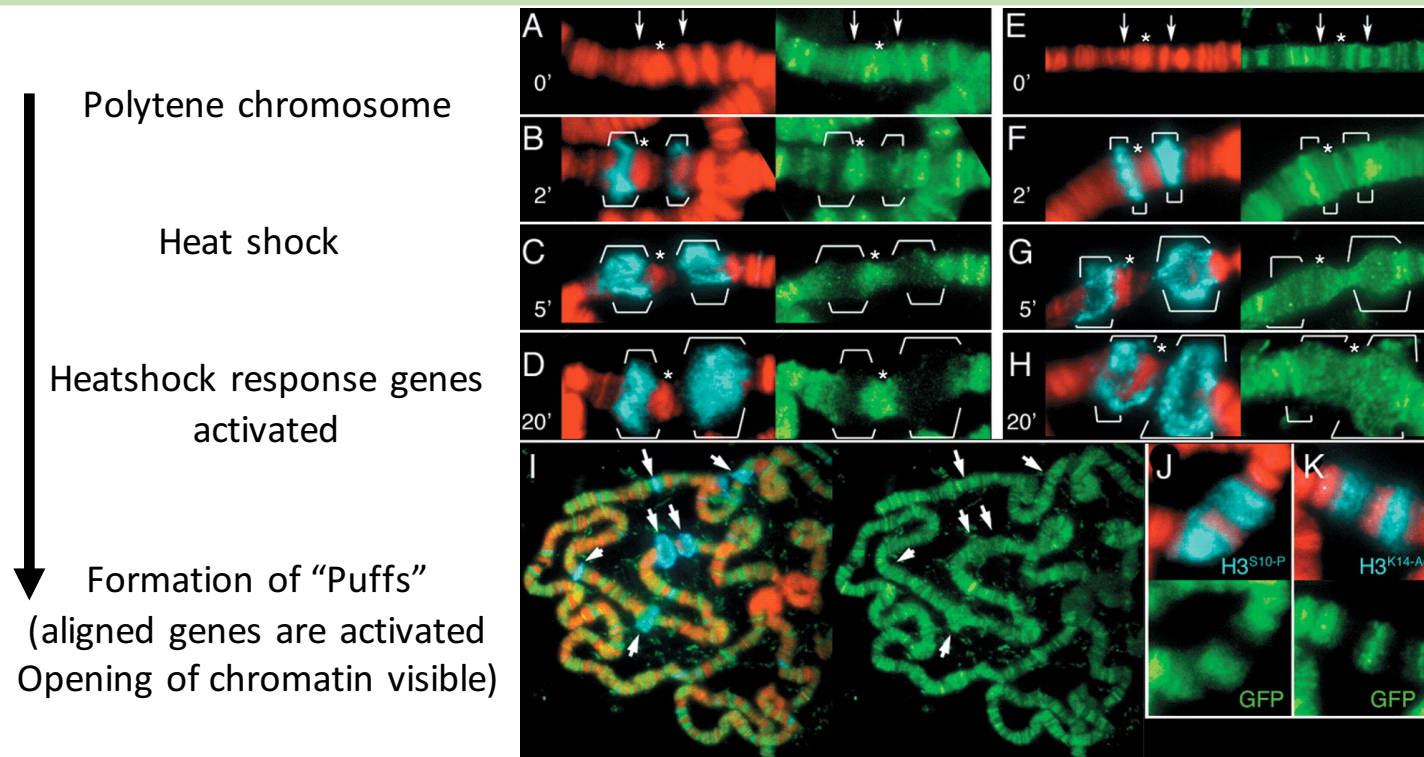 Polytene chromosome
Heat shock
Heatshock response genes
activated
Formation of “Puffs”
(aligned genes are activated
Opening of chromatin visible)
A
0'
*
*
B
2'
*
*
C
5'
*
*
D
20'
*
*
E
0'
*
*
F
2'
*
*
G
5'
*
*
H
20'
*
*
I
J
H3S10-P
GFP
K
H3K14-A
GFP